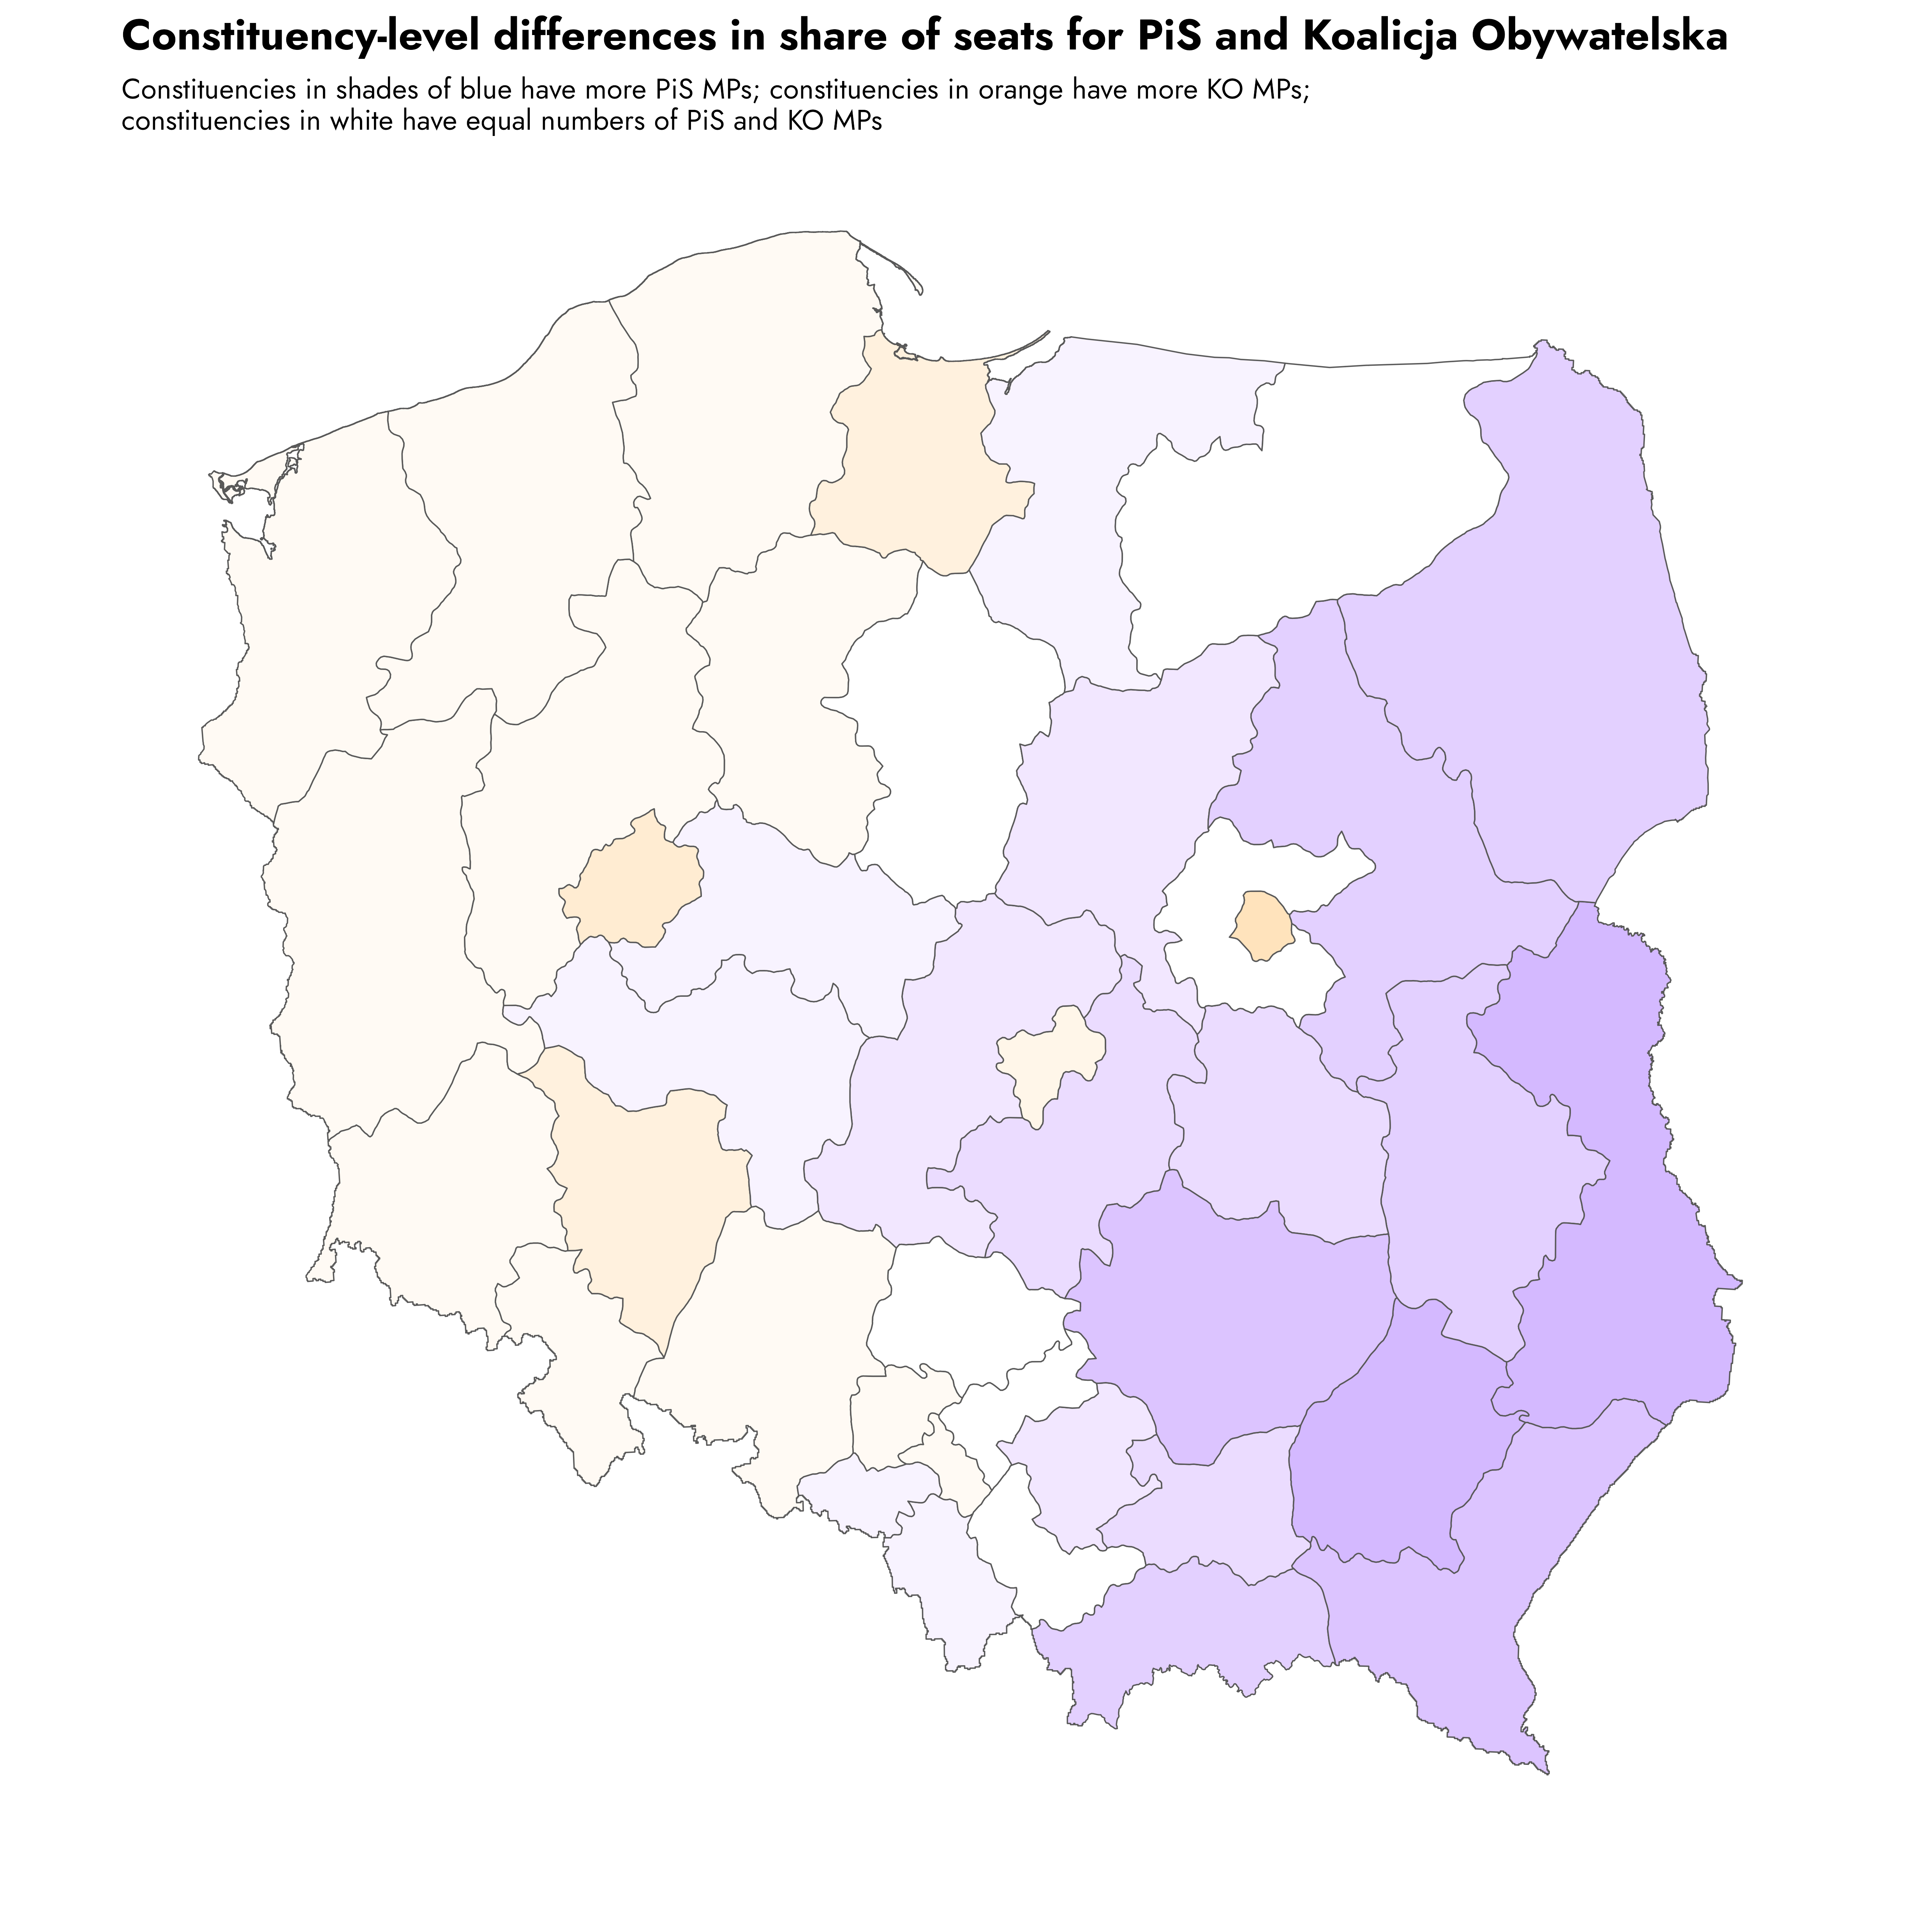 Constituency-level differences in share of seats for PiS and Koalicja Obywatelska
Constituencies in shades of blue have more PiS MPs; constituencies in orange have more KO MPs;
constituencies in white have equal numbers of PiS and KO MPs